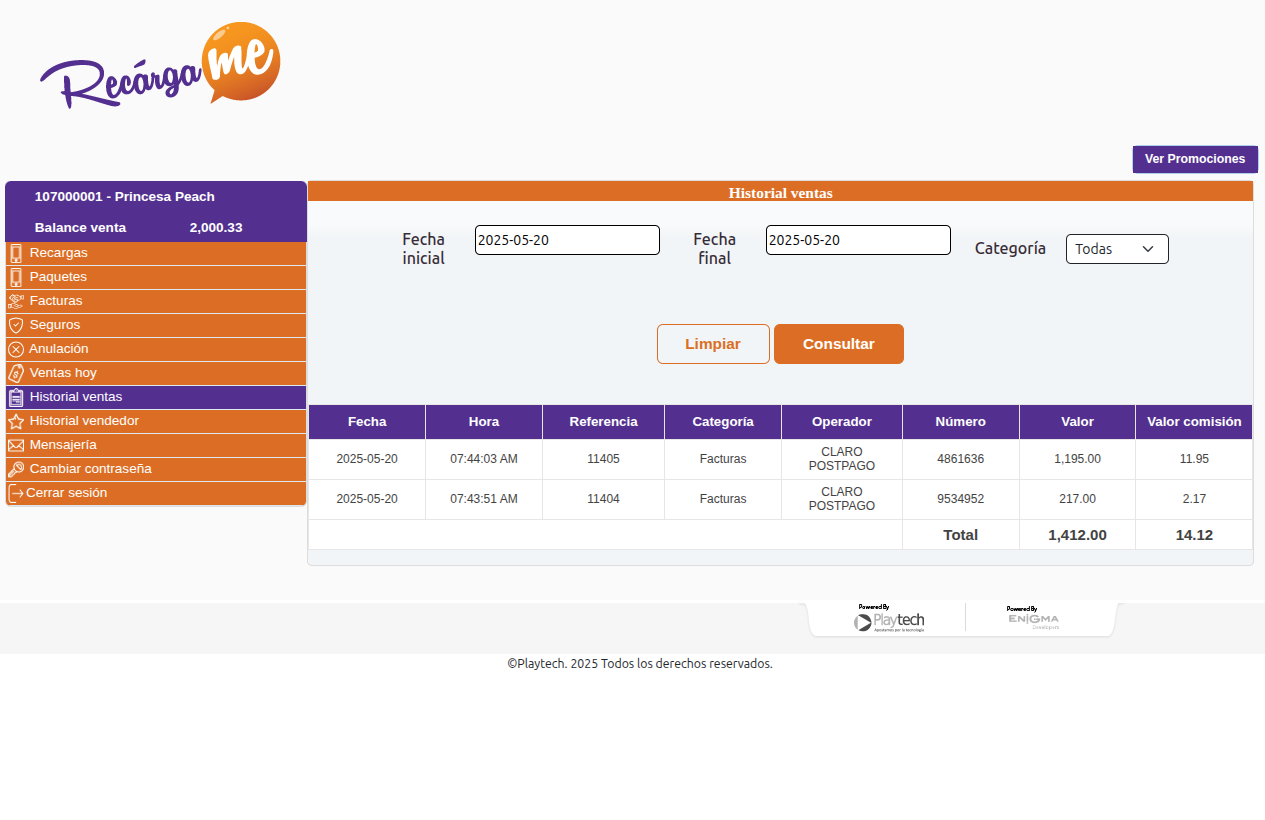 Recárgame
Ver Promociones
107000001 - Princesa Peach
Balance venta 2,000.33
Recargas
Paquetes
Facturas
Seguros
Anulación
Ventas hoy
Historial ventas
Historial vendedor
Mensajería
Cambiar contraseña
Cerrar sesión
Historial ventas
Fecha inicial 2025-05-20 Fecha final 2025-05-20 Categoría Todas
Limpiar Consultar
Fecha Hora Referencia Categoría Operador Número Valor Valor comisión
2025-05-20 07:44:03 AM 11405 Facturas CLARO POSTPAGO 4861636 1,195.00 11.95
2025-05-20 07:43:51 AM 11404 Facturas CLARO POSTPAGO 9534952 217.00 2.17
Total 1,412.00 14.12
Powered By Powered By
Playtech ENIGMA
Apostamos por la tecnología Developers
©Playtech. 2025 Todos los derechos reservados.